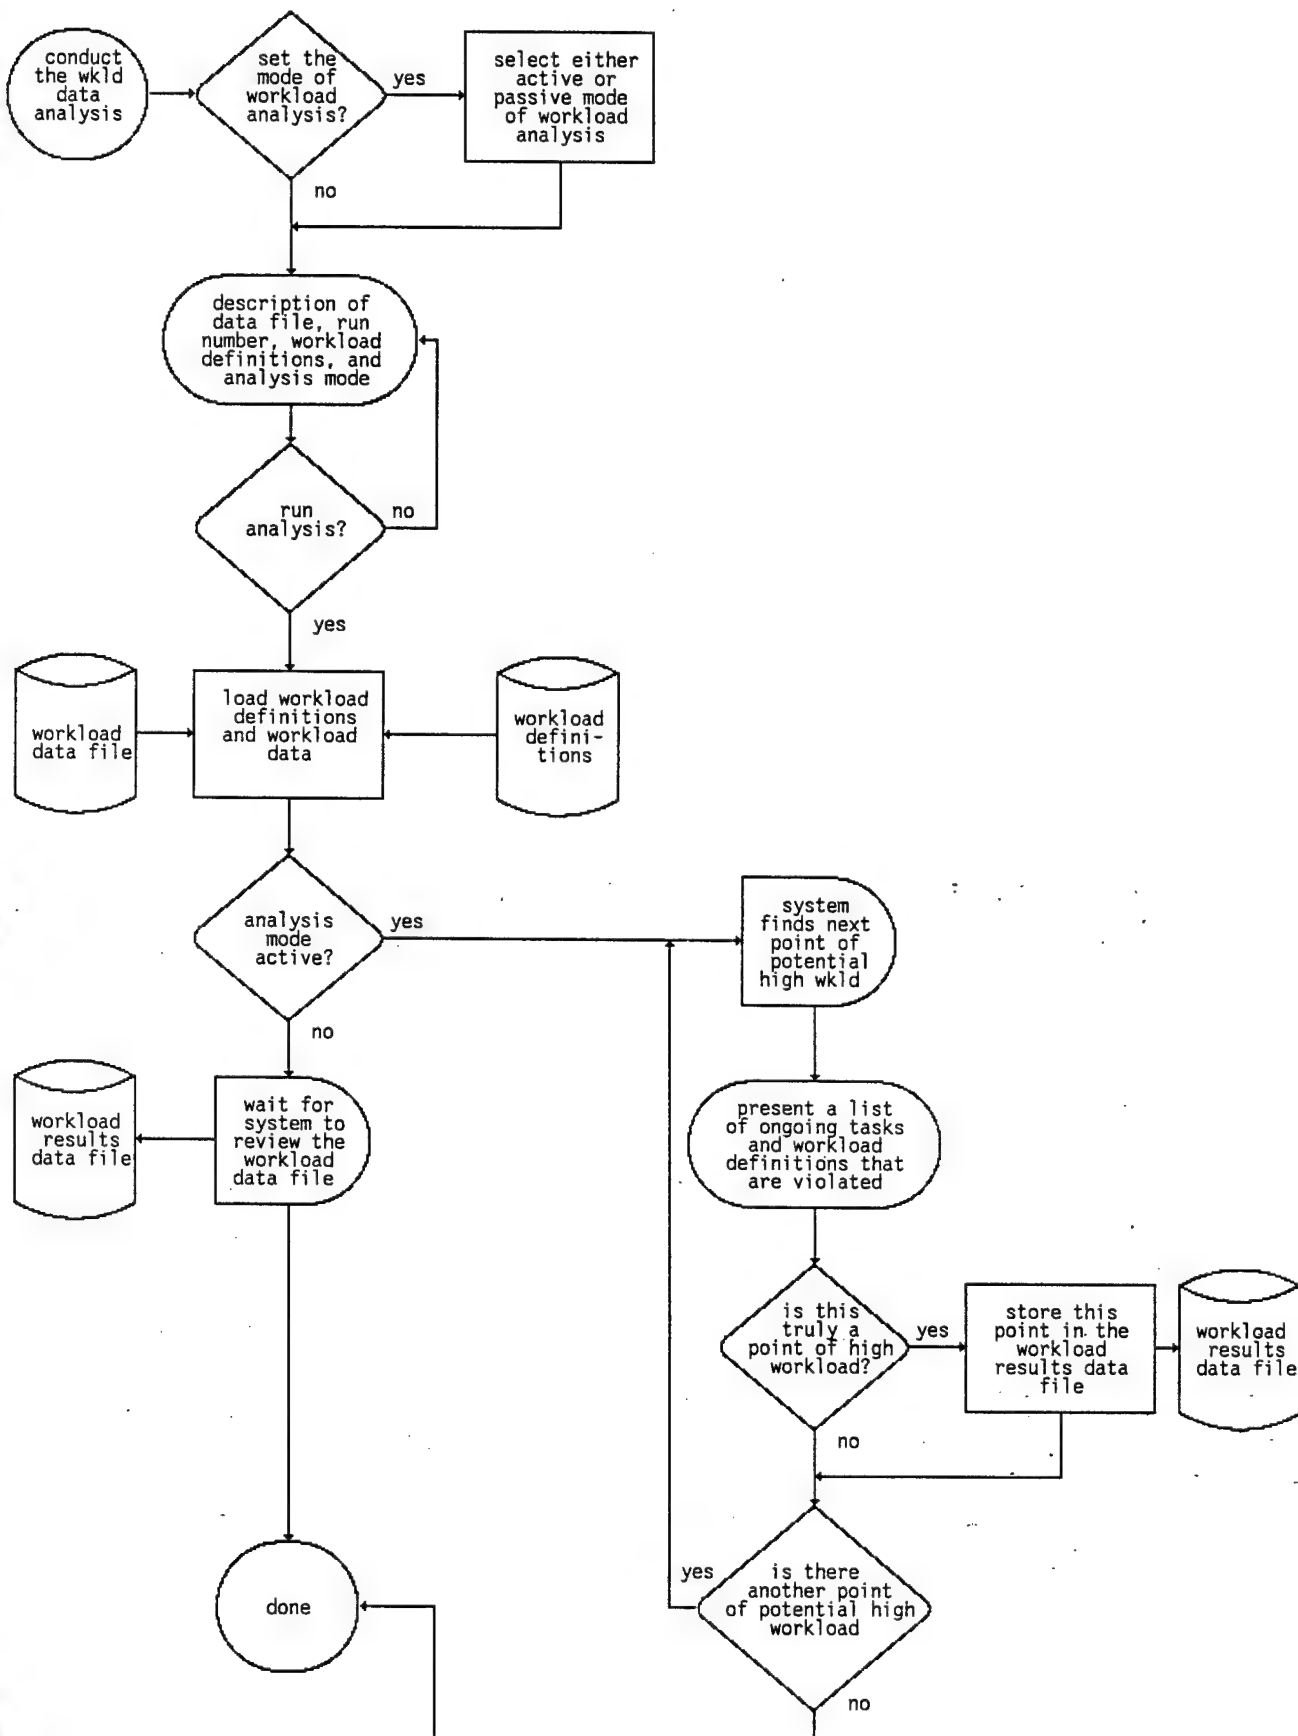 conduct
the wkld
data
analysis
set the
mode of
workload
analysis?
yes
select either
active or
passive mode
of workload
analysis
no
description of
data file, run
number, workload
definitions, and
analysis mode
run
analysis?
no
yes
workload
data file
load workload
definitions
and workload
data
workload
defini-
tions
analysis
mode
active?
yes
system
finds next
point of
potential
high wkld
no
workload
results
data file
wait for
system to
review the
workload
data file
present a list
of ongoing tasks
and workload
definitions that
are violated
is this
truly a
point of high
workload?
yes
store this
point in the
workload
results data
file
workload
results
data file
no
yes
is there
another point
of potential high
workload
done
no